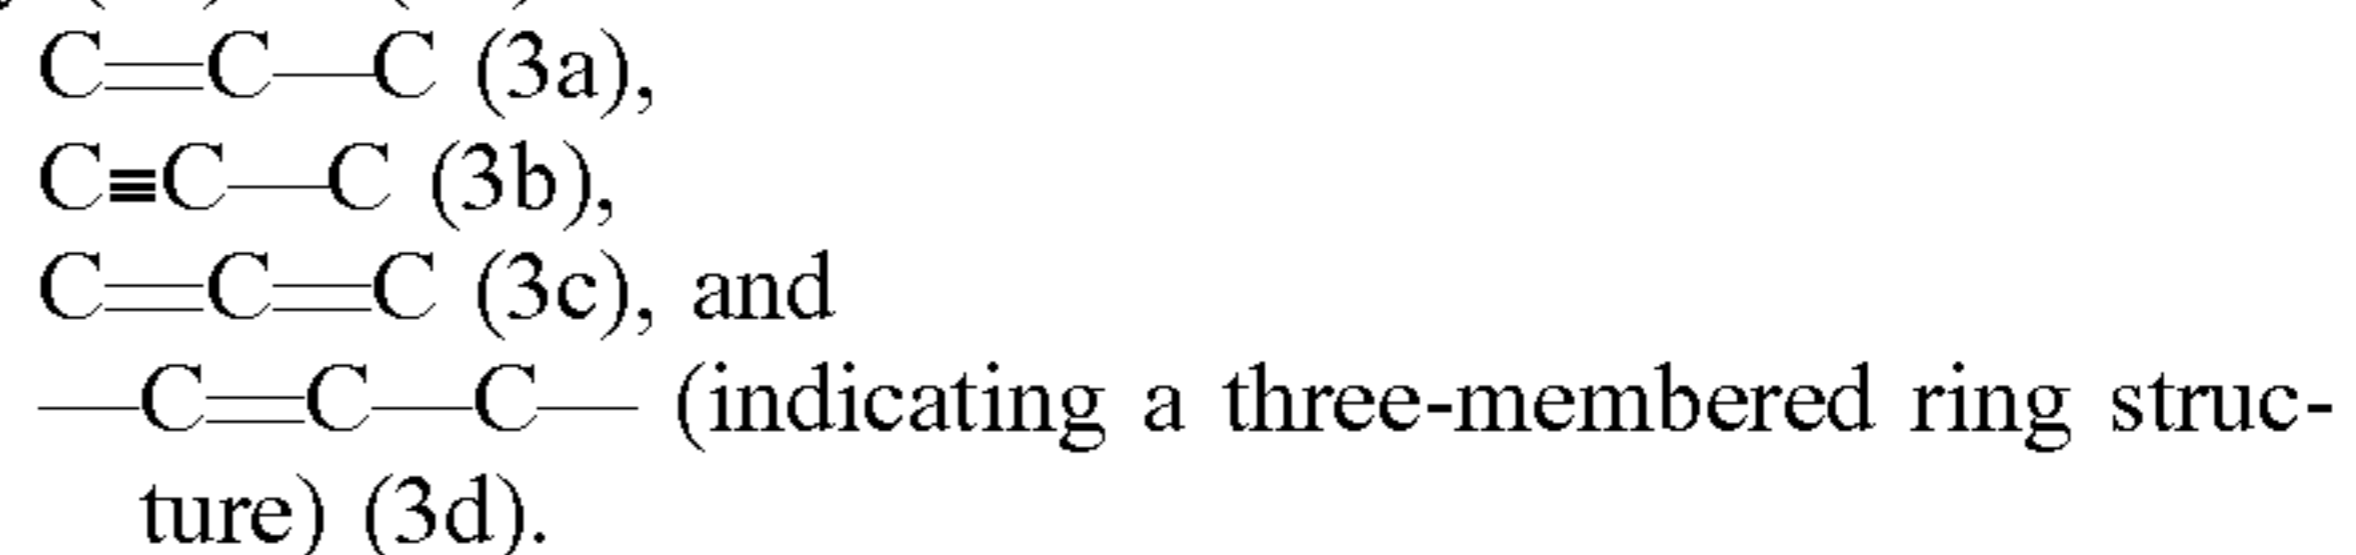 C=C—C (3a),
C≡C—C (3b),
C=C=C (3c), and
—C=C—C— (indicating a three-membered ring struc-
ture) (3d).